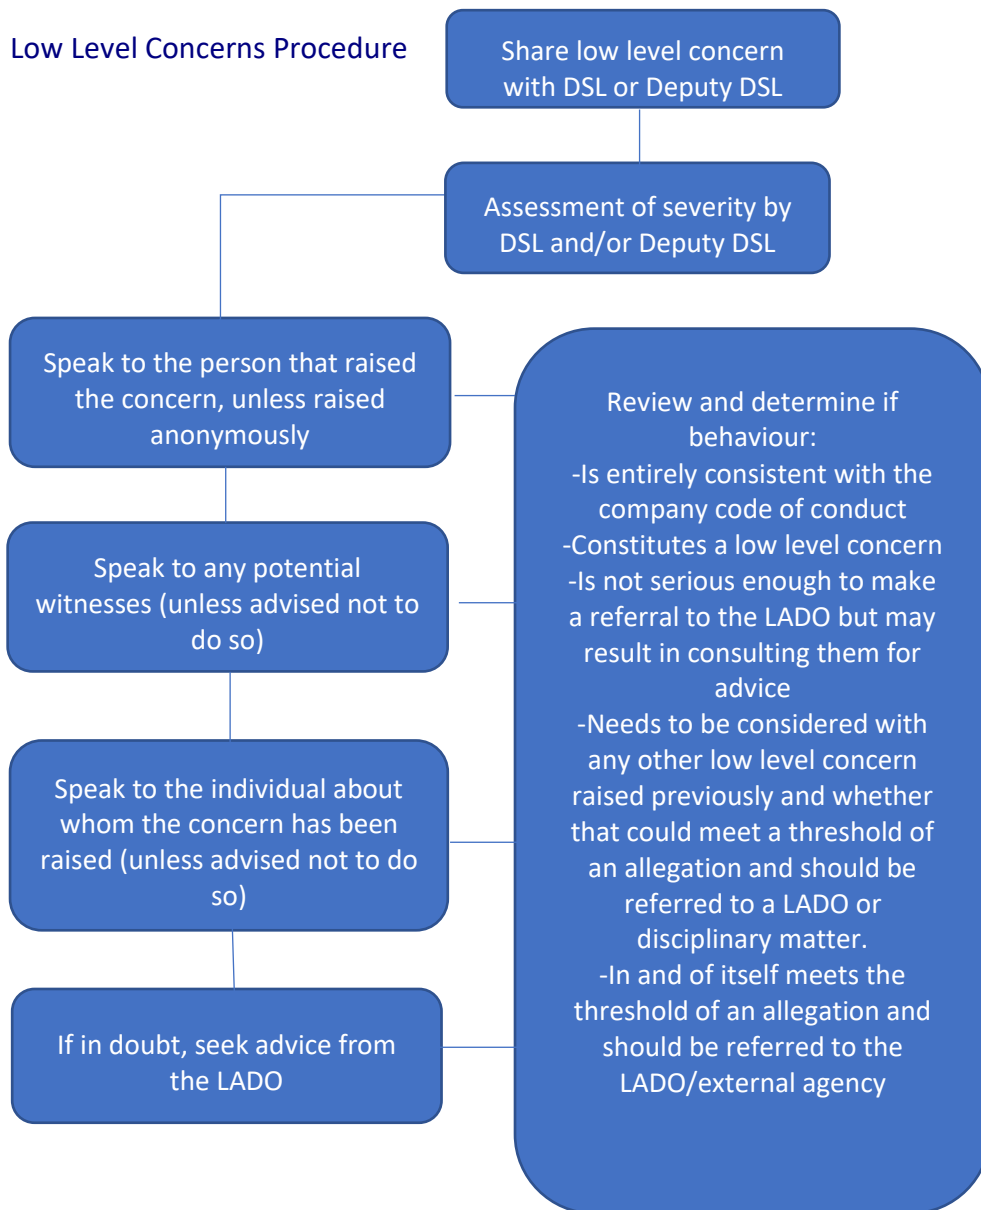 Low Level Concerns Procedure
Share low level concern
with DSL or Deputy DSL
Assessment of severity by
DSL and/or Deputy DSL
Speak to the person that raised
the concern, unless raised
anonymously
Speak to any potential
witnesses (unless advised not to
do so)
Speak to the individual about
whom the concern has been
raised (unless advised not to do
so)
If in doubt, seek advice from
the LADO
Review and determine if
behaviour:
-Is entirely consistent with the
company code of conduct
-Constitutes a low level concern
-Is not serious enough to make
a referral to the LADO but may
result in consulting them for
advice
-Needs to be considered with
any other low level concern
raised previously and whether
that could meet a threshold of
an allegation and should be
referred to a LADO or
disciplinary matter.
-In and of itself meets the
threshold of an allegation and
should be referred to the
LADO/external agency